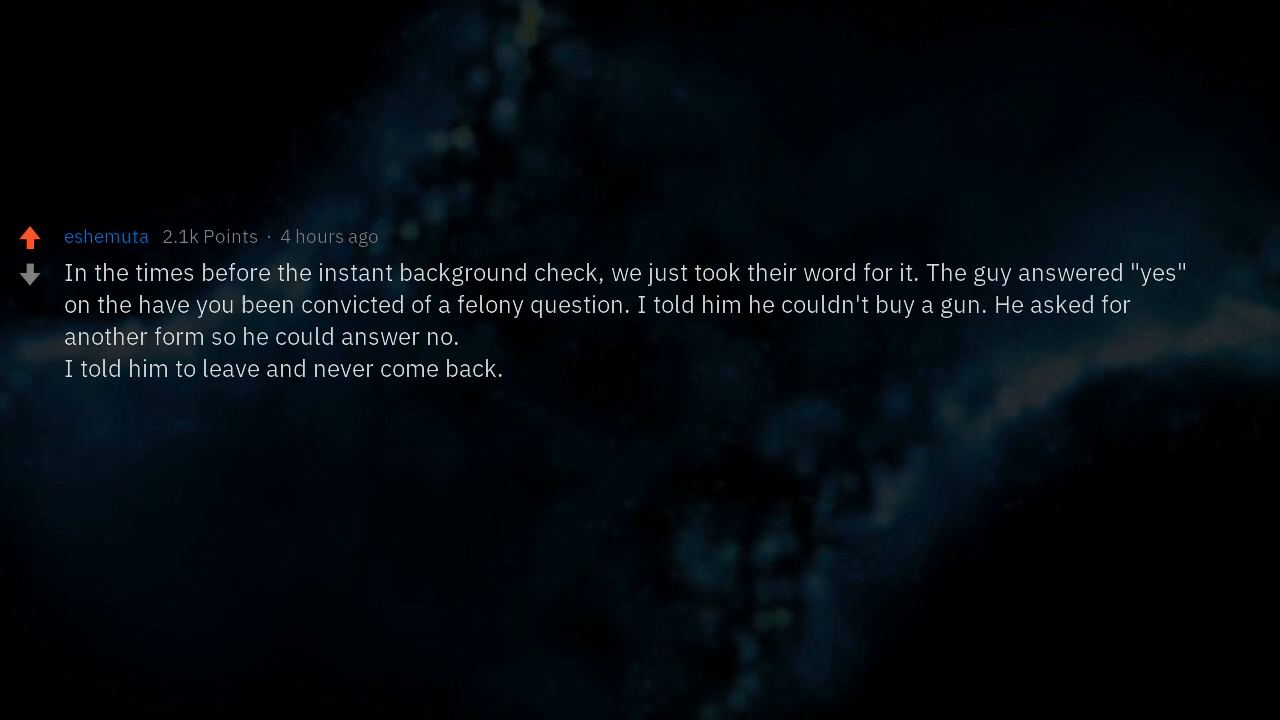 eshemuta 2.1k Points · 4 hours ago
In the times before the instant background check, we just took their word for it. The guy answered "yes"
on the have you been convicted of a felony question. I told him he couldn't buy a gun. He asked for
another form so he could answer no.
I told him to leave and never come back.